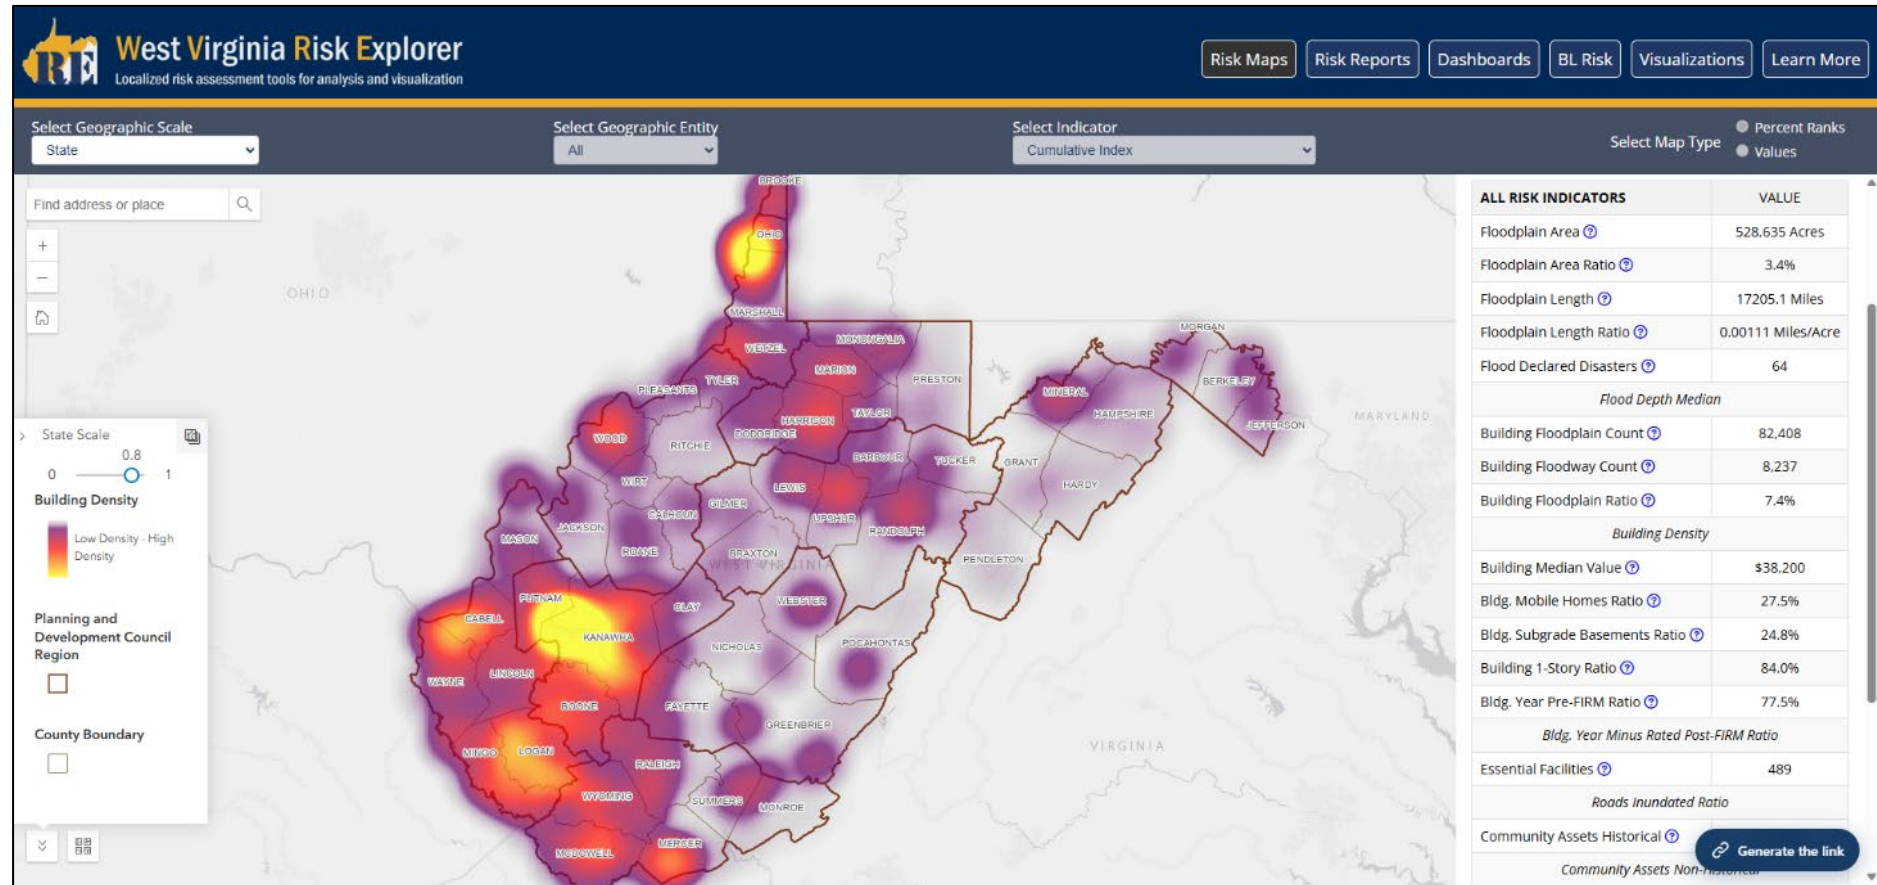 West Virginia Risk Explorer
Localized risk assessment tools for analysis and visualization
Risk Maps
Risk Reports
Dashboards
BL Risk
Visualizations
Learn More
Select Geographic Scale
State
Select Geographic Entity
All
Select Indicator
Cumulative Index
Select Map Type
Percent Ranks
Values
Find address or place
+
−
State Scale
0.8
0
1
Building Density
Low Density - High
Density
Planning and
Development Council
Region
County Boundary
BROOKE
OHIO
OHIO
MARSHALL
WETZEL
MONONGALIA
MORGAN
MARION
PRESTON
BERKELEY
TYLER
PLEASANTS
MINERAL
HAMPSHIRE
MARYLAND
JEFFERSON
TAYLOR
HARRISON
DODDRIDGE
WOOD
RITCHIE
BARBOUR
TUCKER
GRANT
HARDY
WIRT
LEWIS
GILMER
CALHOUN
UPSHUR
RANDOLPH
JACKSON
MASON
ROANE
BRAXTON
WEST VIRGINIA
PENDLETON
PUTNAM
CLAY
WEBSTER
CABELL
KANAWHA
NICHOLAS
POCAHONTAS
LINCOLN
WAYNE
BOONE
FAYETTE
GREENBRIER
VIRGINIA
MINGO
LOGAN
RALEIGH
WYOMING
SUMMERS
MONROE
MERCER
MCDOWELL
ALL RISK INDICATORS VALUE
Floodplain Area ? 528,635 Acres
Floodplain Area Ratio ? 3.4%
Floodplain Length ? 17205.1 Miles
Floodplain Length Ratio ? 0.00111 Miles/Acre
Flood Declared Disasters ? 64
Flood Depth Median
Building Floodplain Count ? 82,408
Building Floodway Count ? 8,237
Building Floodplain Ratio ? 7.4%
Building Density
Building Median Value ? $38,200
Bldg. Mobile Homes Ratio ? 27.5%
Bldg. Subgrade Basements Ratio ? 24.8%
Building 1-Story Ratio ? 84.0%
Bldg. Year Pre-FIRM Ratio ? 77.5%
Bldg. Year Minus Rated Post-FIRM Ratio
Essential Facilities ? 489
Roads Inundated Ratio
Community Assets Historical ?
Generate the link
Community Assets Non-Historical